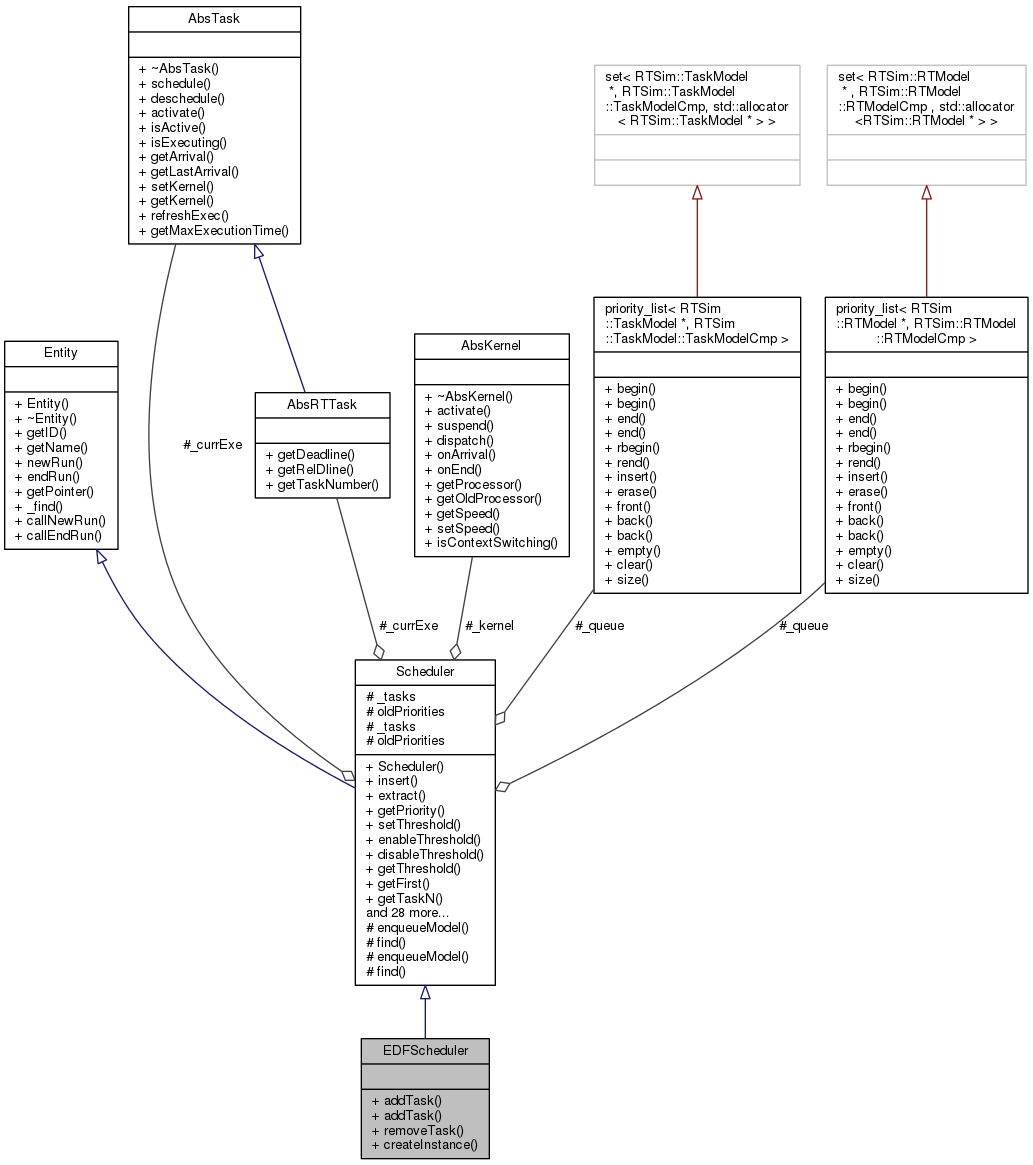 AbsTask
+ ~AbsTask()
+ schedule()
+ deschedule()
+ activate()
+ isActive()
+ isExecuting()
+ getArrival()
+ getLastArrival()
+ setKernel()
+ getKernel()
+ refreshExec()
+ getMaxExecutionTime()
set< RTSim::TaskModel
*, RTSim::TaskModel
::TaskModelCmp, std::allocator
< RTSim::TaskModel * > >
set< RTSim::RTModel
* , RTSim::RTModel
::RTModelCmp , std::allocator
<RTSim::RTModel * > >
Entity
+ Entity()
+ ~Entity()
+ getID()
+ getName()
+ newRun()
+ endRun()
+ getPointer()
+ _find()
+ callNewRun()
+ callEndRun()
#_currExe
AbsRTTask
+ getDeadline()
+ getRelDline()
+ getTaskNumber()
AbsKernel
+ ~AbsKernel()
+ activate()
+ suspend()
+ dispatch()
+ onArrival()
+ onEnd()
+ getProcessor()
+ getOldProcessor()
+ getSpeed()
+ setSpeed()
+ isContextSwitching()
priority_list< RTSim
::TaskModel *, RTSim
::TaskModel::TaskModelCmp >
+ begin()
+ begin()
+ end()
+ end()
+ rbegin()
+ rend()
+ insert()
+ erase()
+ front()
+ back()
+ back()
+ empty()
+ clear()
+ size()
priority_list< RTSim
::RTModel *, RTSim::RTModel
::RTModelCmp >
+ begin()
+ begin()
+ end()
+ end()
+ rbegin()
+ rend()
+ insert()
+ erase()
+ front()
+ back()
+ back()
+ empty()
+ clear()
+ size()
#_currExe
#_kernel
#_queue
#_queue
Scheduler
# _tasks
# oldPriorities
# _tasks
# oldPriorities
+ Scheduler()
+ insert()
+ extract()
+ getPriority()
+ setThreshold()
+ enableThreshold()
+ disableThreshold()
+ getThreshold()
+ getFirst()
+ getTaskN()
and 28 more...
# enqueueModel()
# find()
# enqueueModel()
# find()
EDFScheduler
+ addTask()
+ addTask()
+ removeTask()
+ createInstance()